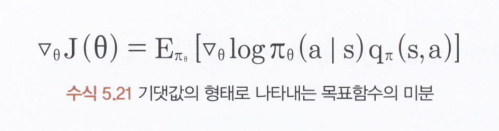 ∇θJ(θ) = Eπθ [∇θ log πθ(a | s) qπ(s,a)]
수식 5.21 기댓값의 형태로 나타내는 목표함수의 미분